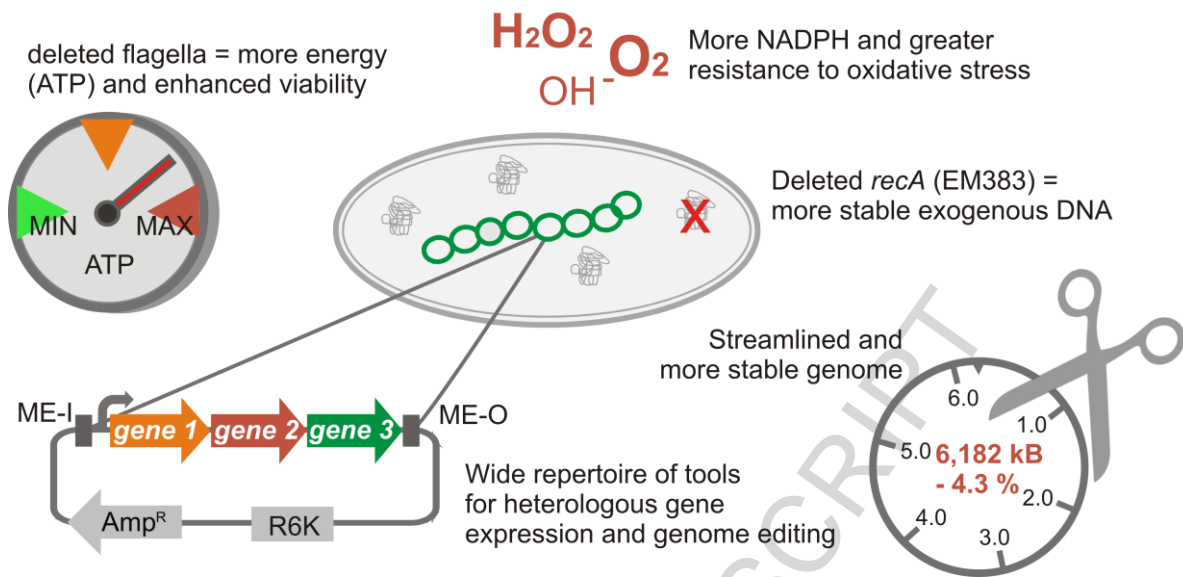 deleted flagella = more energy
(ATP) and enhanced viability
H₂O₂
O₂
OH⁻
More NADPH and greater
resistance to oxidative stress
MIN
MAX
ATP
X
Deleted recA (EM383) =
more stable exogenous DNA
Streamlined and
more stable genome
ME-I
gene 1
gene 2
gene 3
ME-O
Ampᴿ
R6K
Wide repertoire of tools
for heterologous gene
expression and genome editing
6.0
1.0
5.0
6,182 kB
- 4.3 %
2.0
4.0
3.0
SCRIPT